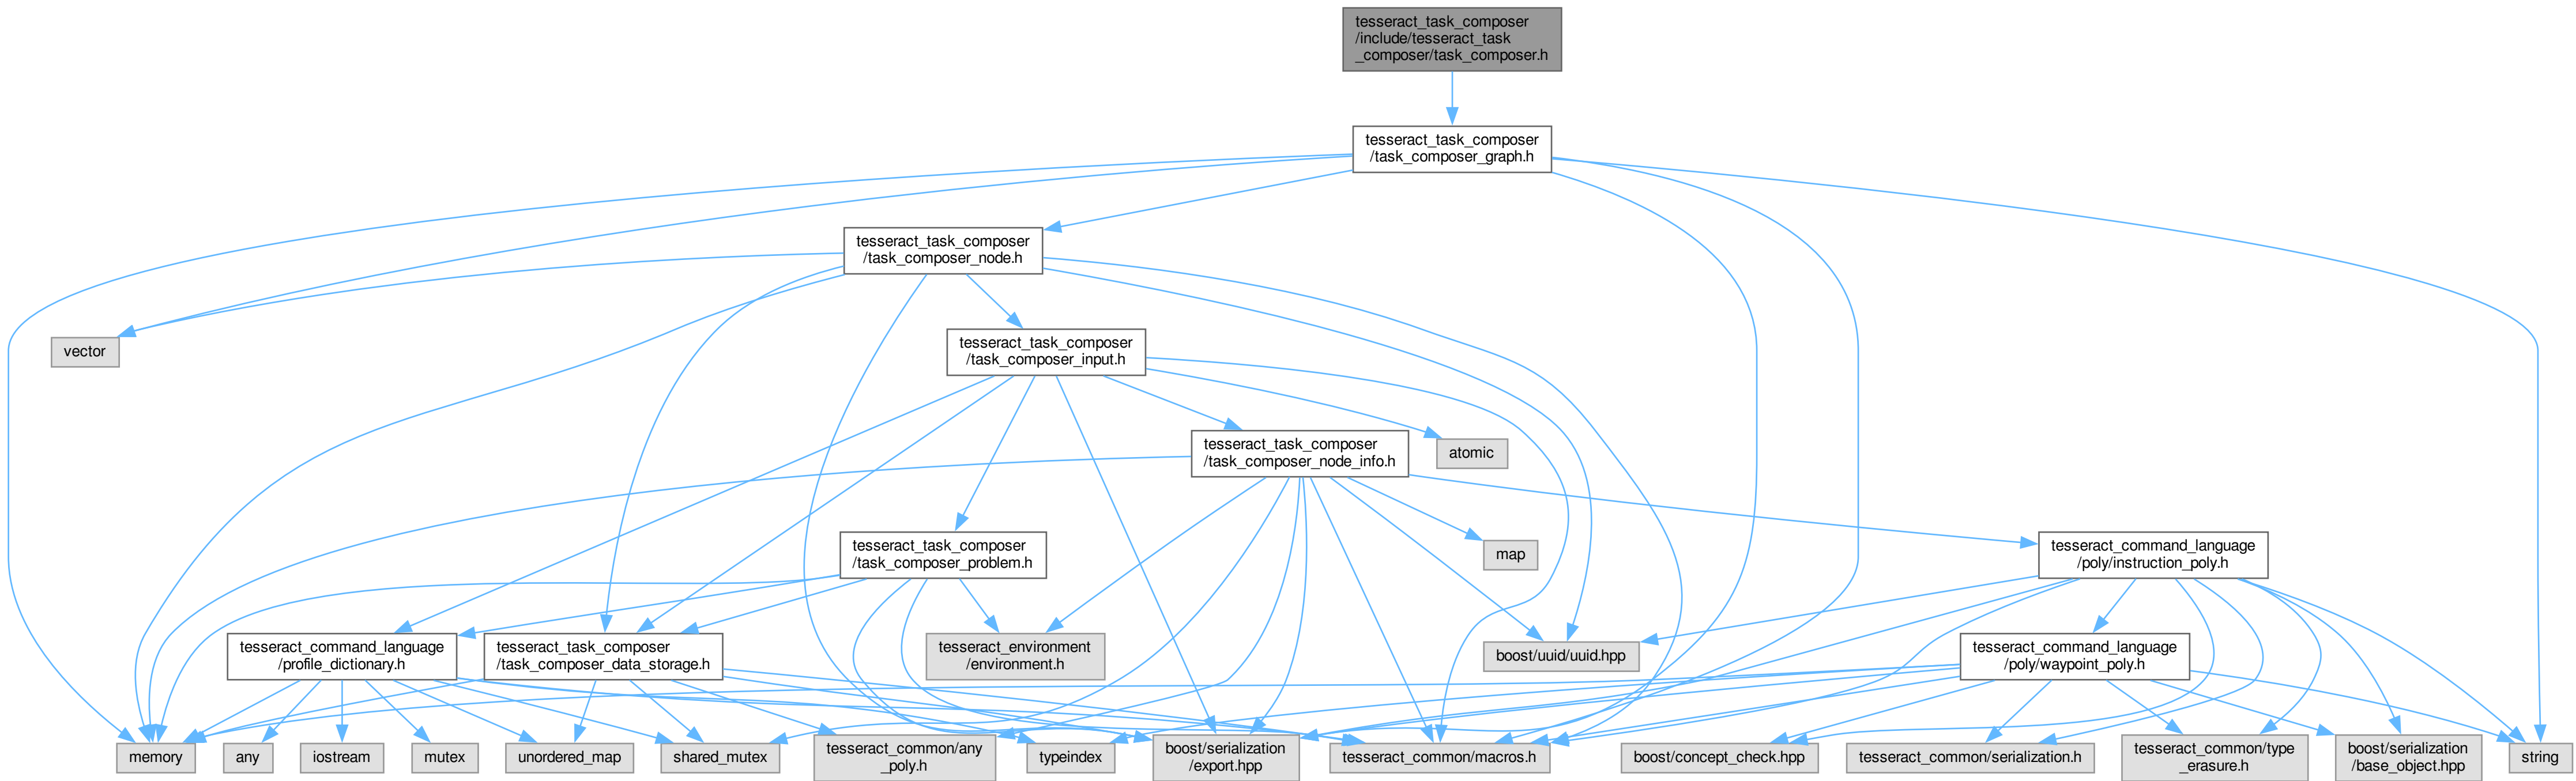 tesseract_task_composer
/include/tesseract_task
_composer/task_composer.h
tesseract_task_composer
/task_composer_graph.h
tesseract_task_composer
/task_composer_node.h
vector
tesseract_task_composer
/task_composer_input.h
tesseract_task_composer
/task_composer_node_info.h
atomic
tesseract_task_composer
/task_composer_problem.h
map
tesseract_command_language
/poly/instruction_poly.h
tesseract_command_language
/profile_dictionary.h
tesseract_task_composer
/task_composer_data_storage.h
tesseract_environment
/environment.h
boost/uuid/uuid.hpp
tesseract_command_language
/poly/waypoint_poly.h
memory
any
iostream
mutex
unordered_map
shared_mutex
tesseract_common/any
_poly.h
typeindex
boost/serialization
/export.hpp
tesseract_common/macros.h
boost/concept_check.hpp
tesseract_common/serialization.h
tesseract_common/type
_erasure.h
boost/serialization
/base_object.hpp
string